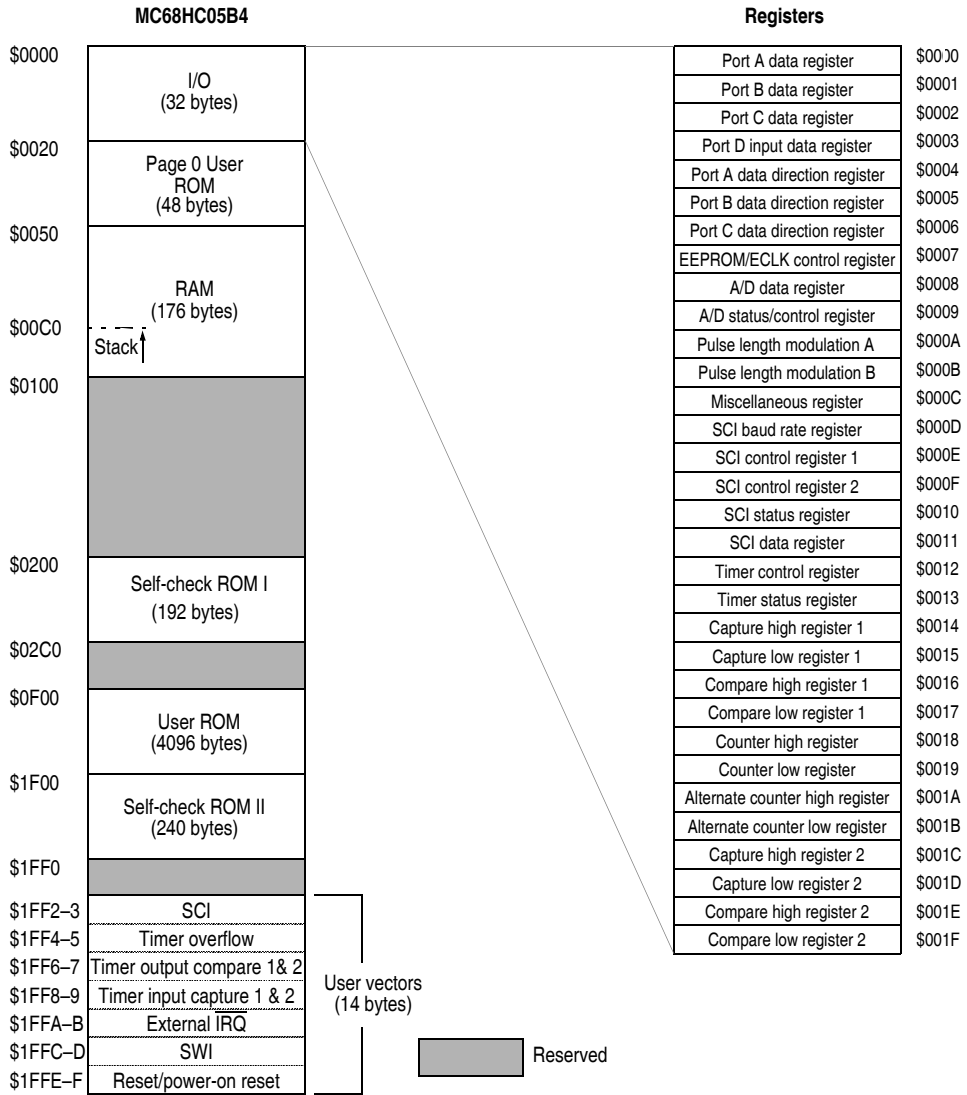 MC68HC05B4
$0000
I/O
(32 bytes)
$0020
Page 0 User
ROM
(48 bytes)
$0050
RAM
(176 bytes)
$00C0
Stack
$0100
$0200
Self-check ROM I
(192 bytes)
$02C0
$0F00
User ROM
(4096 bytes)
$1F00
Self-check ROM II
(240 bytes)
$1FF0
$1FF2–3 SCI
$1FF4–5 Timer overflow
$1FF6–7 Timer output compare 1& 2
$1FF8–9 Timer input capture 1 & 2
$1FFA–B External IRQ
$1FFC–D SWI
$1FFE–F Reset/power-on reset
User vectors
(14 bytes)
Reserved
Registers
Port A data register $0000
Port B data register $0001
Port C data register $0002
Port D input data register $0003
Port A data direction register $0004
Port B data direction register $0005
Port C data direction register $0006
EEPROM/ECLK control register $0007
A/D data register $0008
A/D status/control register $0009
Pulse length modulation A $000A
Pulse length modulation B $000B
Miscellaneous register $000C
SCI baud rate register $000D
SCI control register 1 $000E
SCI control register 2 $000F
SCI status register $0010
SCI data register $0011
Timer control register $0012
Timer status register $0013
Capture high register 1 $0014
Capture low register 1 $0015
Compare high register 1 $0016
Compare low register 1 $0017
Counter high register $0018
Counter low register $0019
Alternate counter high register $001A
Alternate counter low register $001B
Capture high register 2 $001C
Capture low register 2 $001D
Compare high register 2 $001E
Compare low register 2 $001F